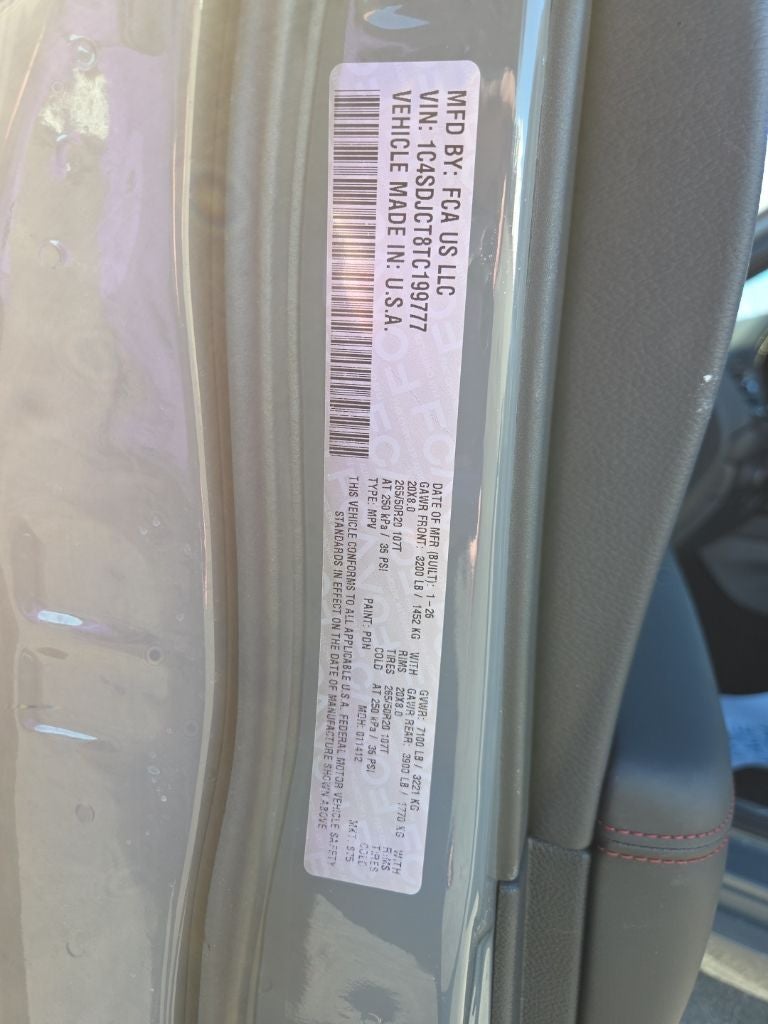 MFD BY: FCA US LLC
VIN: 1C4SDJCT8TC199777
VEHICLE MADE IN: U.S.A.
DATE OF MFR (BUILT): 1-26 GVWR: 7100 LB / 3221 KG
GAWR FRONT: 3200 LB / 1452 KG WITH GAWR REAR: 3900 LB / 1770 KG WITH
20X8.0 RIMS 20X8.0 RIMS
265/50R20 107T TIRES 265/50R20 107T TIRES
AT 250 kPa / 36 PSI COLD AT 250 kPa / 36 PSI COLD
TYPE: MPV PAINT: PDN MDH: 011412 MKT: S75
THIS VEHICLE CONFORMS TO ALL APPLICABLE U.S.A. FEDERAL MOTOR VEHICLE SAFETY
STANDARDS IN EFFECT ON THE DATE OF MANUFACTURE SHOWN ABOVE